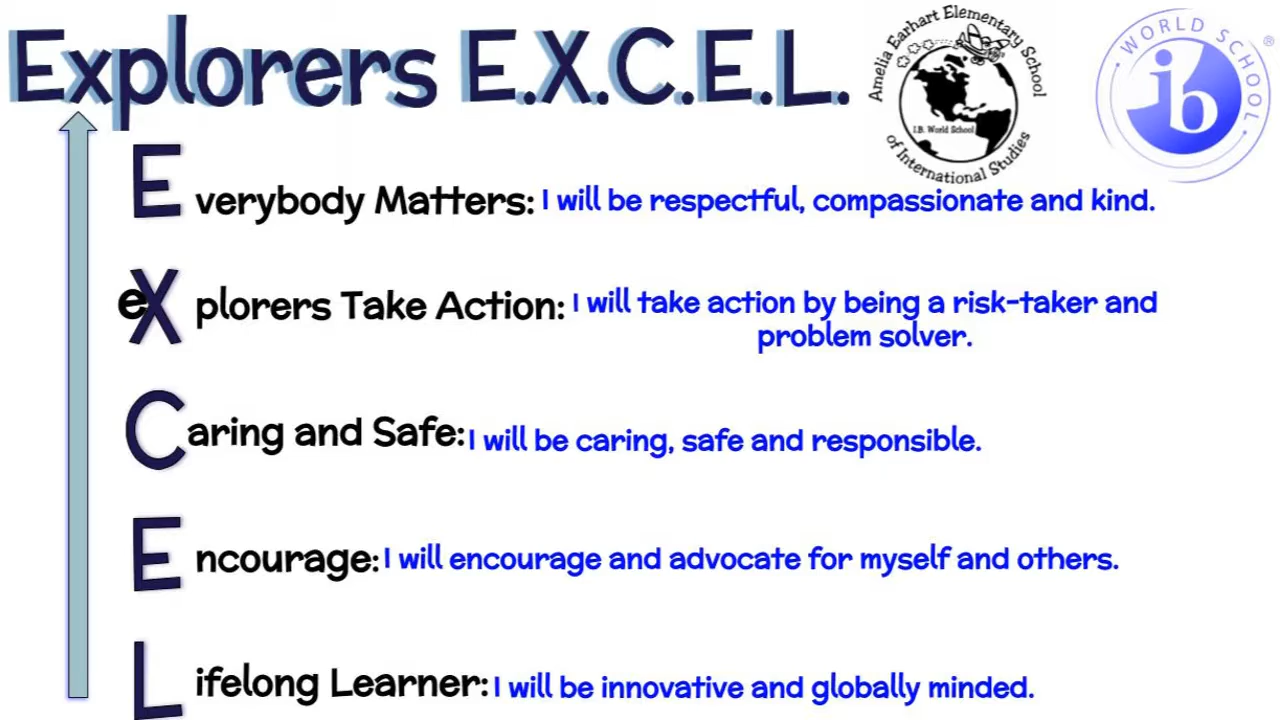 Explorers E.X.C.E.L.
Amelia Earhart Elementary School
I.B. World School
of International Studies
· WORLD SCHOOL ·
®
ib
Everybody Matters: I will be respectful, compassionate and kind.
eXplorers Take Action: I will take action by being a risk-taker and
problem solver.
Caring and Safe: I will be caring, safe and responsible.
Encourage: I will encourage and advocate for myself and others.
Lifelong Learner: I will be innovative and globally minded.